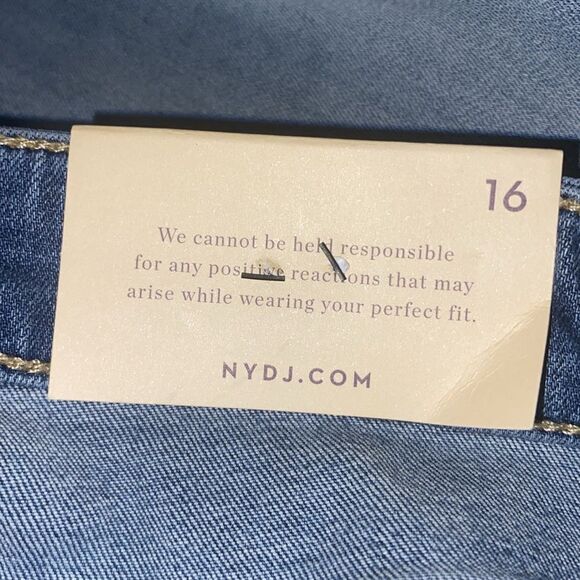 16
We cannot be held responsible
for any positive reactions that may
arise while wearing your perfect fit.
NYDJ.COM